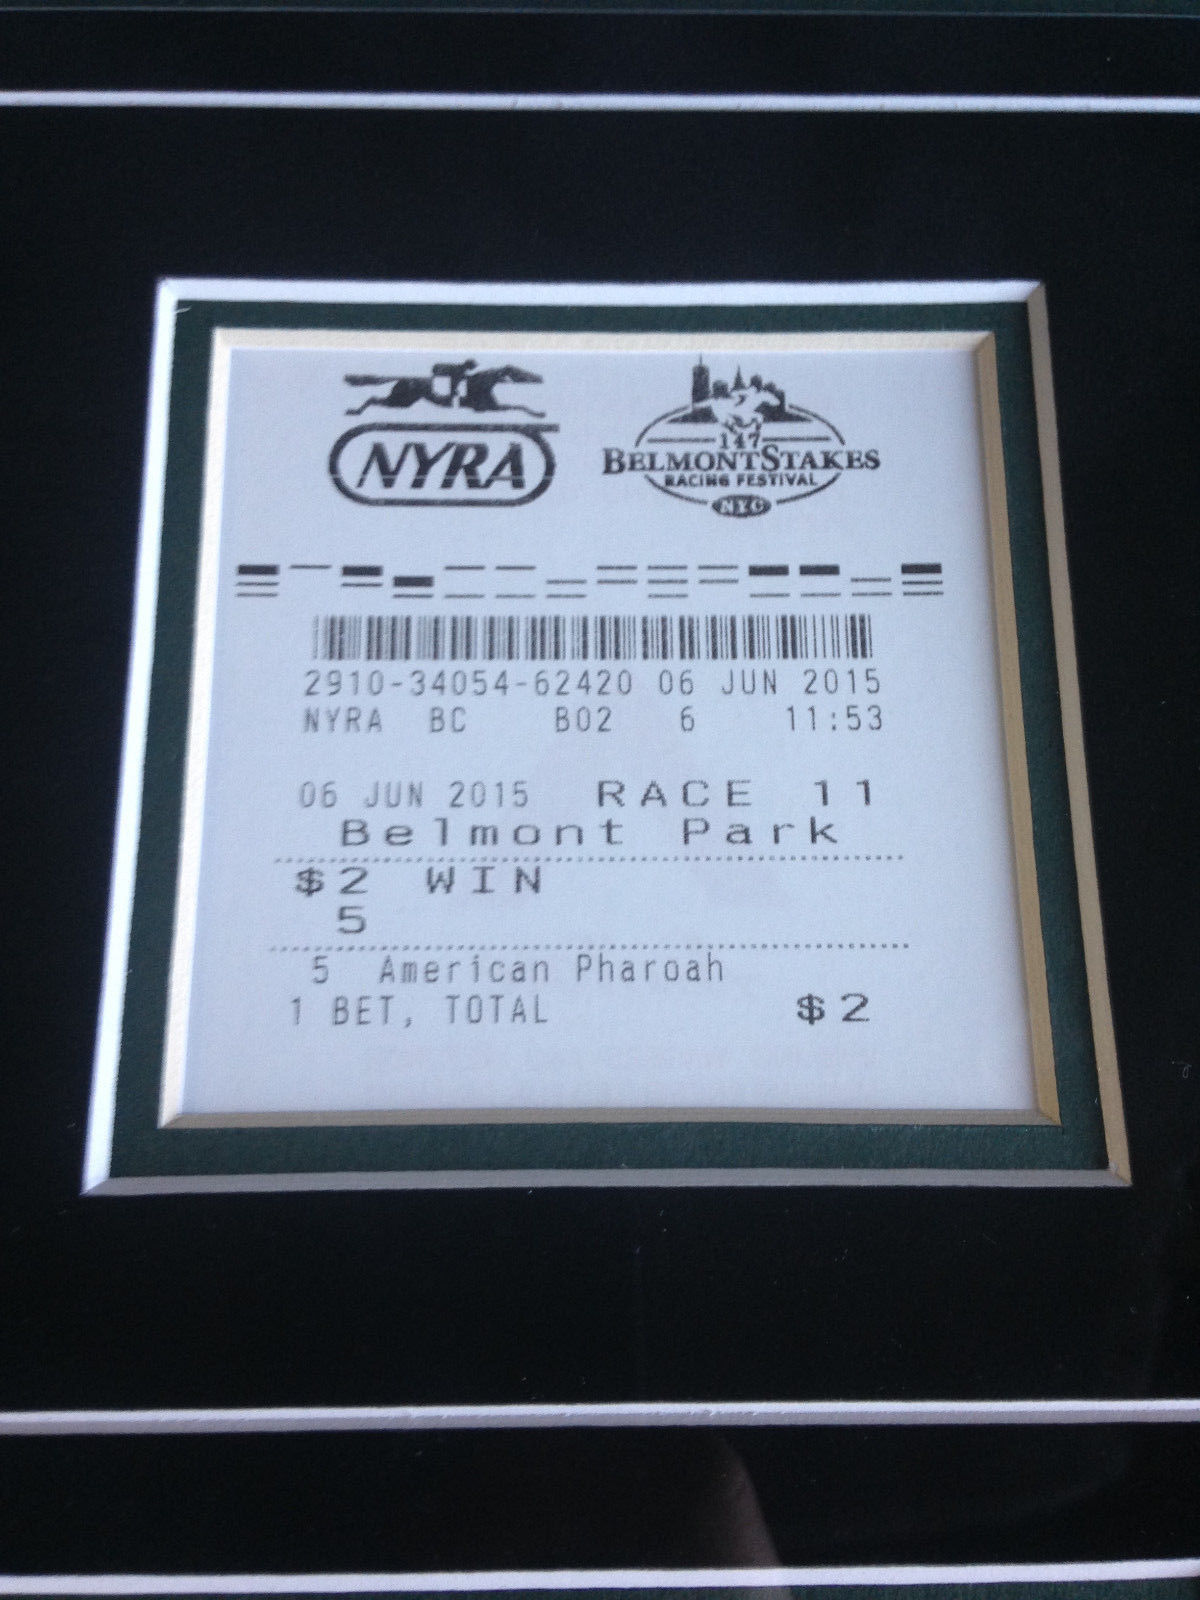 NYRA
147
BELMONT STAKES
RACING FESTIVAL
NYC
2910-34054-62420 06 JUN 2015
NYRA BC B02 6 11:53
06 JUN 2015 RACE 11
Belmont Park
$2 WIN
5
5 American Pharoah
1 BET, TOTAL $2